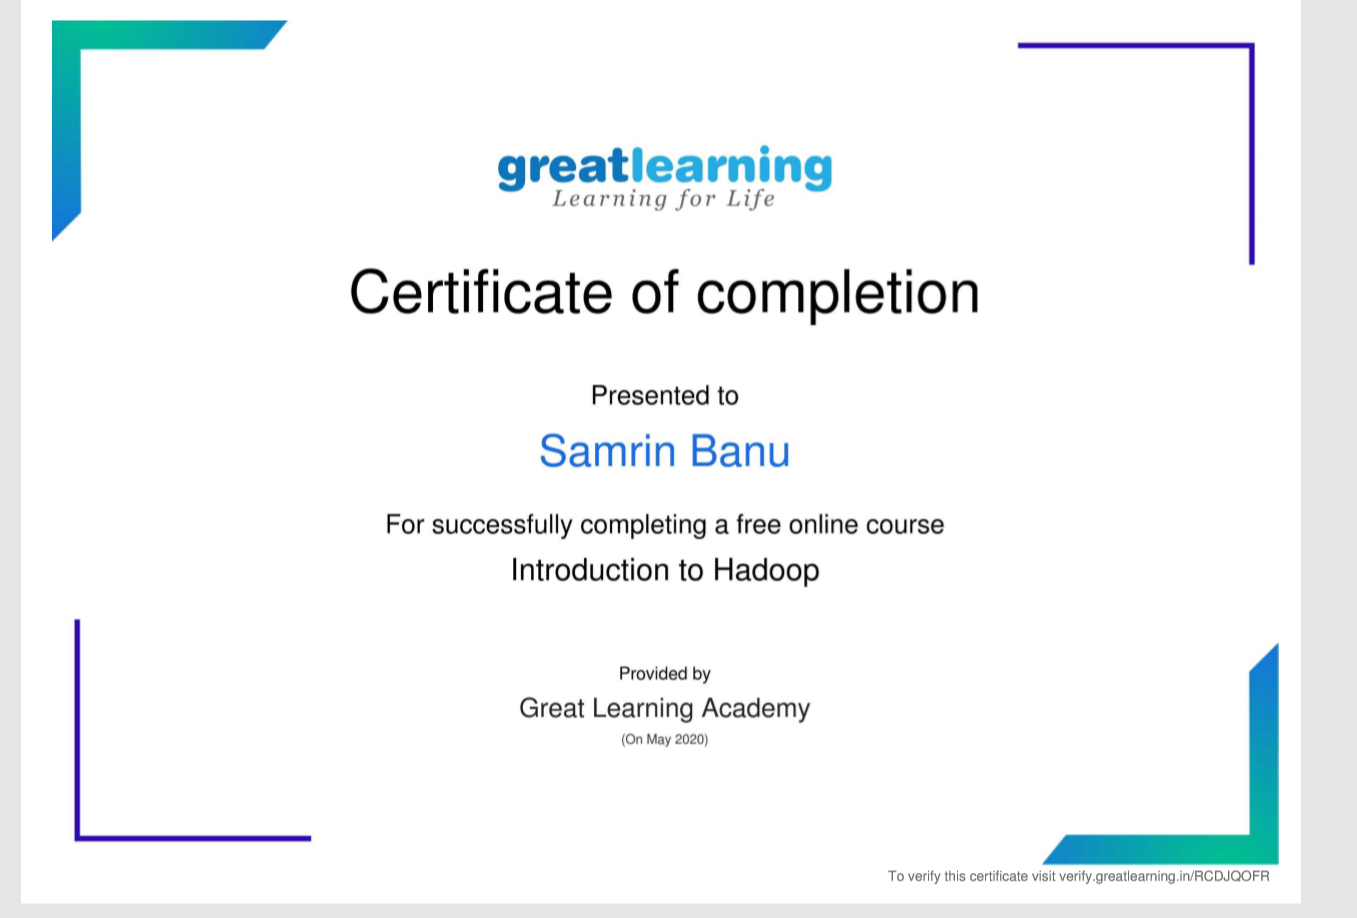 greatlearning
Learning for Life
Certificate of completion
Presented to
Samrin Banu
For successfully completing a free online course
Introduction to Hadoop
Provided by
Great Learning Academy
(On May 2020)
To verify this certificate visit verify.greatlearning.in/RCDJQOFR